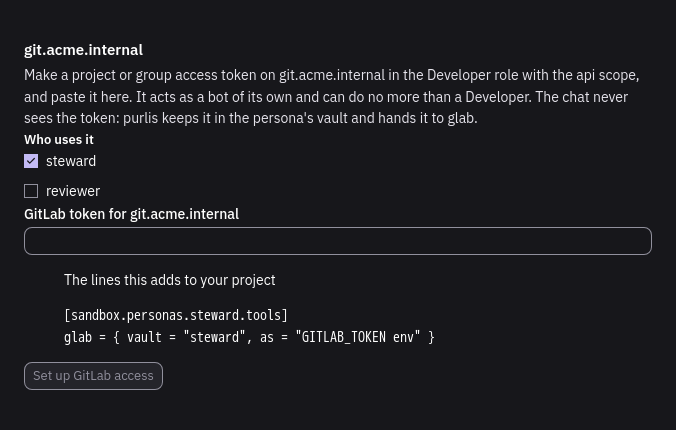 git.acme.internal
Make a project or group access token on git.acme.internal in the Developer role with the api scope,
and paste it here. It acts as a bot of its own and can do no more than a Developer. The chat never
sees the token: purlis keeps it in the persona's vault and hands it to glab.
Who uses it
steward
reviewer
GitLab token for git.acme.internal
The lines this adds to your project
[sandbox.personas.steward.tools]
glab = { vault = "steward", as = "GITLAB_TOKEN env" }
Set up GitLab access